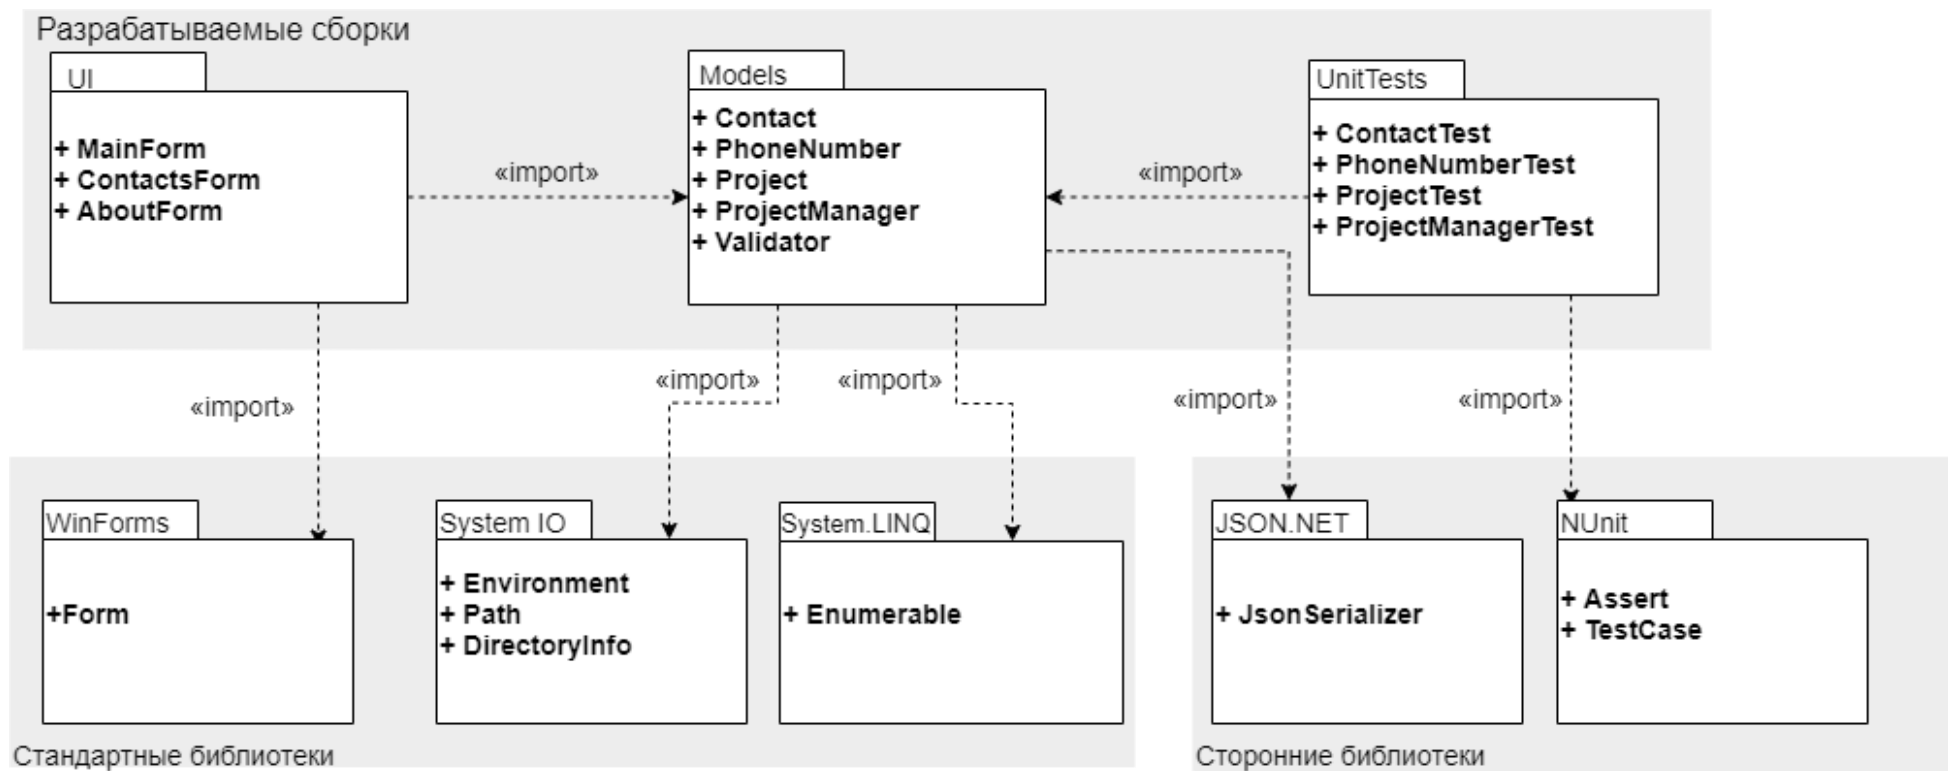 Разрабатываемые сборки
UI
+ MainForm
+ ContactsForm
+ AboutForm
«import»
Models
+ Contact
+ PhoneNumber
+ Project
+ ProjectManager
+ Validator
«import»
UnitTests
+ ContactTest
+ PhoneNumberTest
+ ProjectTest
+ ProjectManagerTest
«import»
«import»
«import»
«import»
«import»
WinForms
+Form
System IO
+ Environment
+ Path
+ DirectoryInfo
System.LINQ
+ Enumerable
Стандартные библиотеки
JSON.NET
+ JsonSerializer
NUnit
+ Assert
+ TestCase
Сторонние библиотеки